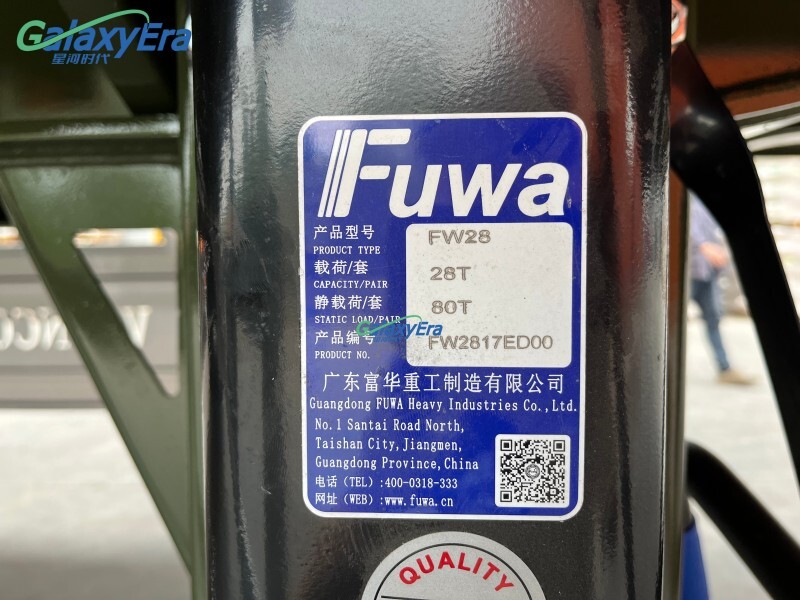 GalaxyEra
星河时代
Fuwa
产品型号 FW28
PRODUCT TYPE
载荷/套 28T
CAPACITY/PAIR
静载荷/套 80T
STATIC LOAD/PAIR
GalaxyEra
产品编号 FW2817ED00
PRODUCT NO.
广东富华重工制造有限公司
Guangdong FUWA Heavy Industries Co.,Ltd.
No.1 Santai Road North,
Taishan City,Jiangmen,
Guangdong Province,China
电话（TEL）:400-0318-333
网址（WEB）:www.fuwa.cn
QUALITY